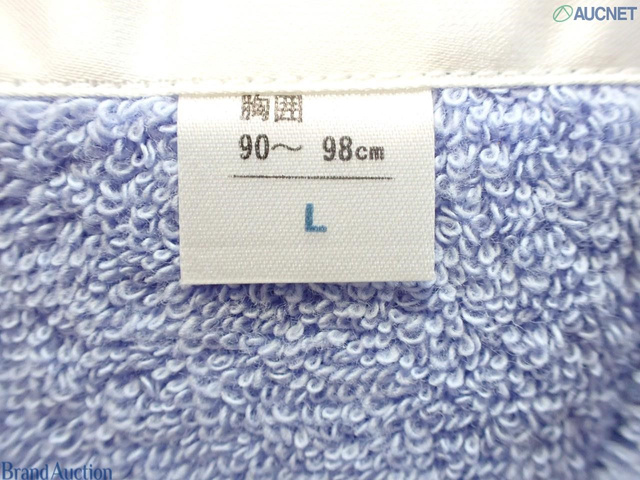 AUCNET
胸囲
90～ 98cm
L
Brand Auction